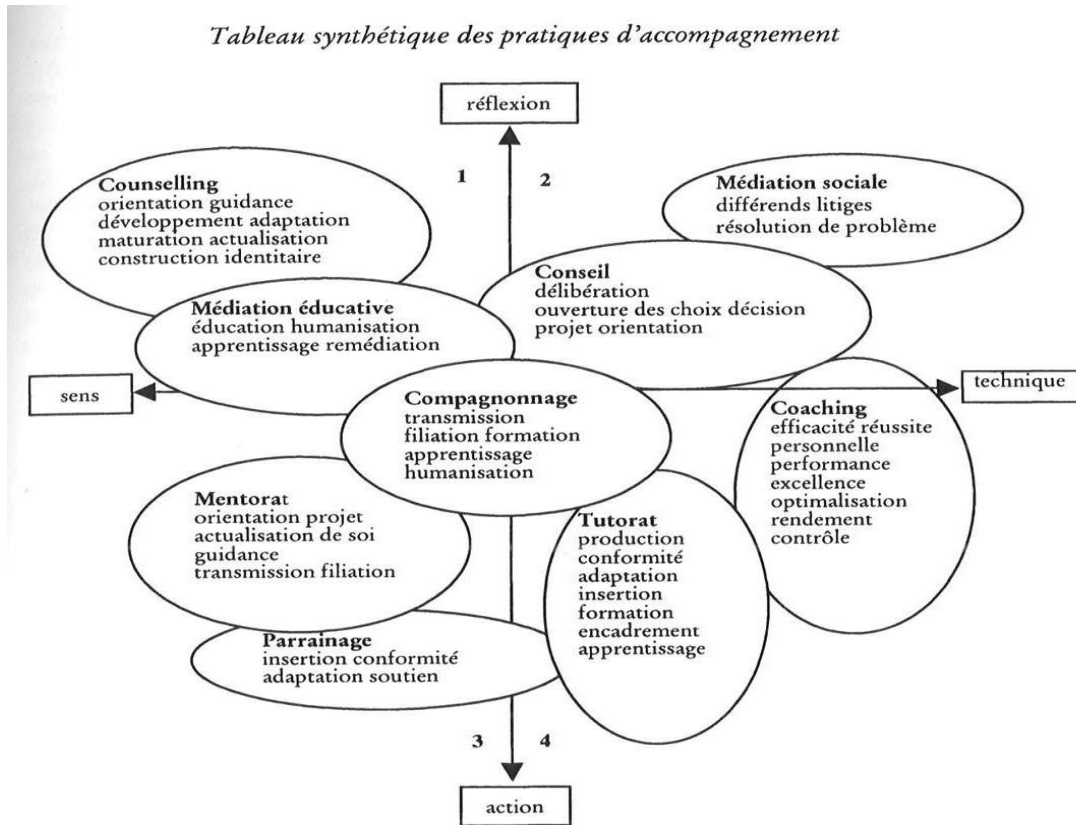 Tableau synthétique des pratiques d'accompagnement
réflexion
1 2
Counselling
orientation guidance
développement adaptation
maturation actualisation
construction identitaire
Médiation sociale
différends litiges
résolution de problème
Conseil
délibération
ouverture des choix décision
projet orientation
Médiation éducative
éducation humanisation
apprentissage remédiation
sens
technique
Compagnonnage
transmission
filiation formation
apprentissage
humanisation
Coaching
efficacité réussite
personnelle
performance
excellence
optimalisation
rendement
contrôle
Mentorat
orientation projet
actualisation de soi
guidance
transmission filiation
Tutorat
production
conformité
adaptation
insertion
formation
encadrement
apprentissage
Parrainage
insertion conformité
adaptation soutien
3 4
action